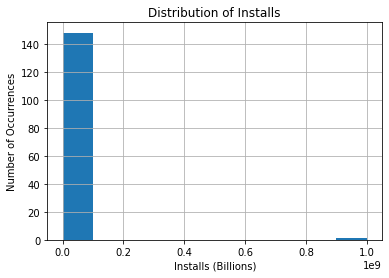 Distribution of Installs
Number of Occurrences
140
120
100
80
60
40
20
0
0.0 0.2 0.4 0.6 0.8 1.0
1e9
Installs (Billions)